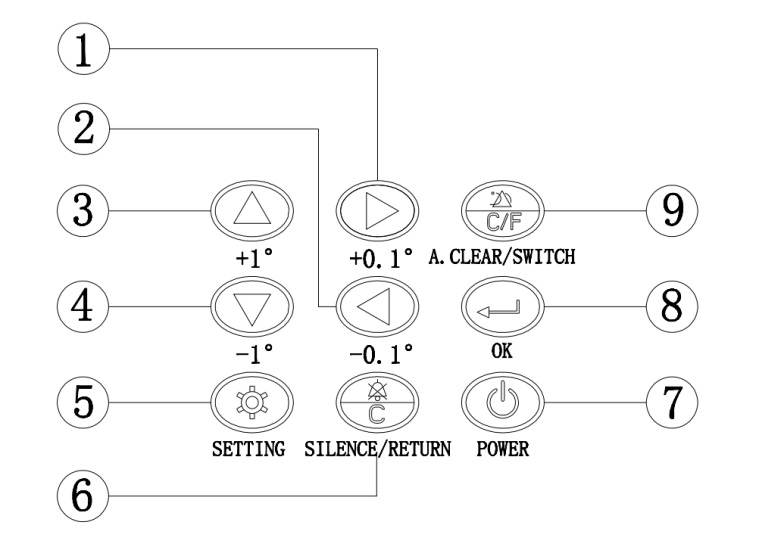 1
2
3
C/F
9
+1°
+0.1°
A.CLEAR/SWITCH
4
8
-1°
-0.1°
OK
5
C
7
SETTING
SILENCE/RETURN
POWER
6